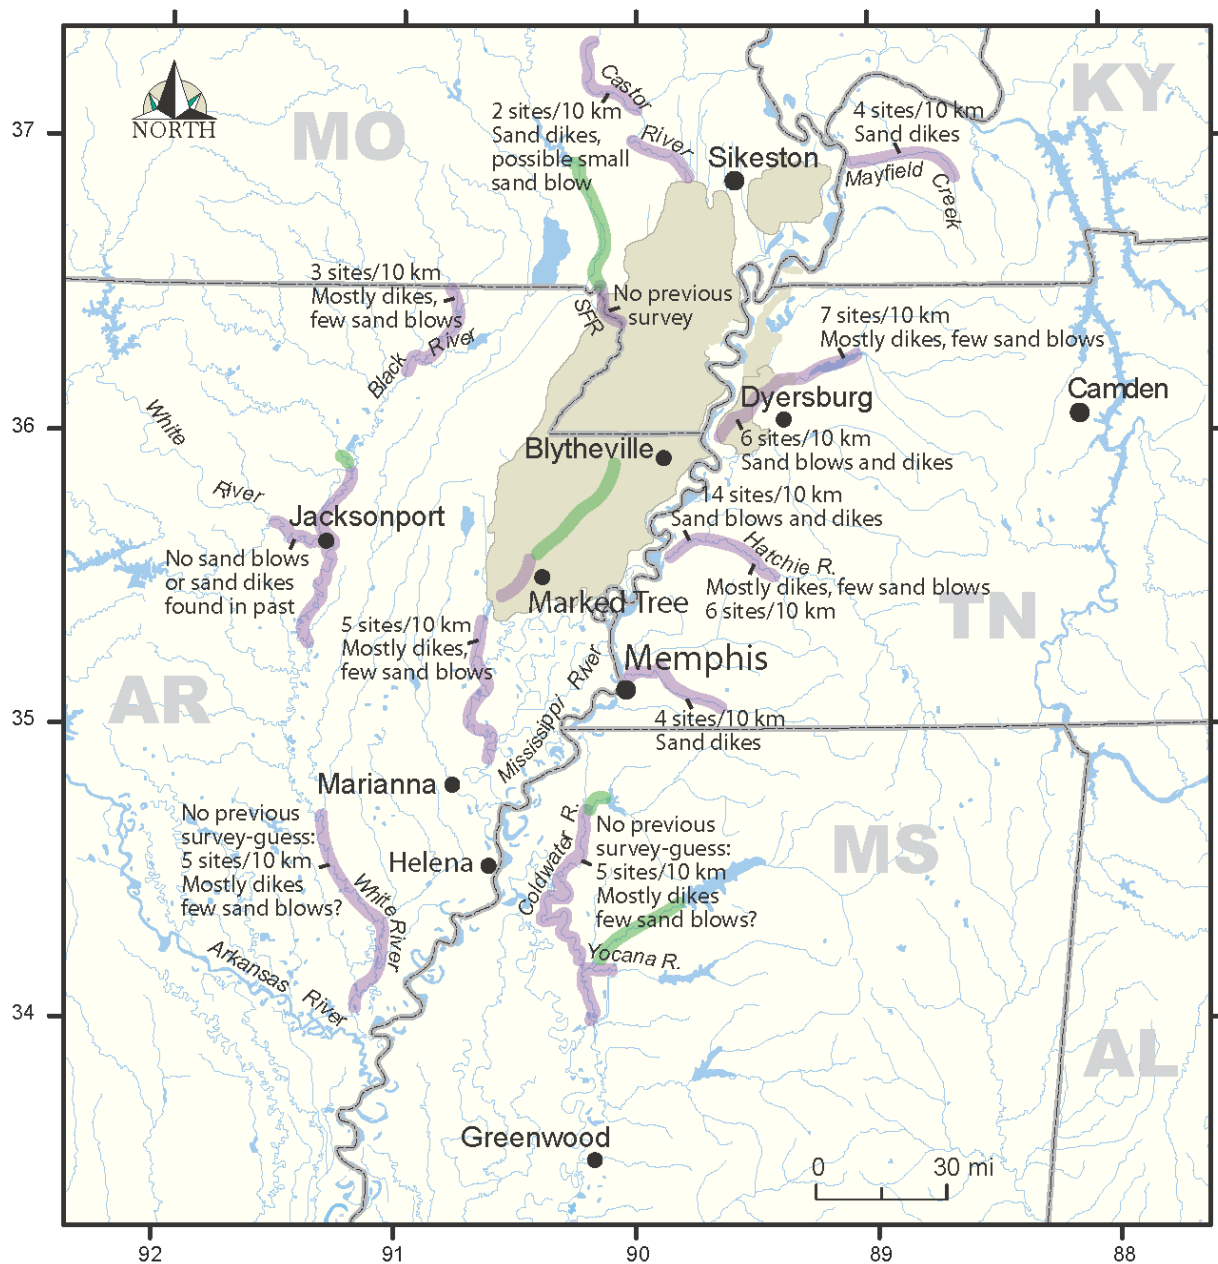 NORTH
MO
KY
TN
AR
MS
AL
37
36
35
34
92
91
90
89
88
Castor
River
2 sites/10 km
Sand dikes,
possible small
sand blow
Sikeston
4 sites/10 km
Sand dikes
Mayfield
Creek
3 sites/10 km
Mostly dikes,
few sand blows
Black River
SFR
No previous
survey
7 sites/10 km
Mostly dikes, few sand blows
Camden
Dyersburg
6 sites/10 km
Sand blows and dikes
Blytheville
White
River
Jacksonport
No sand blows
or sand dikes
found in past
14 sites/10 km
Sand blows and dikes
Hatchie R.
Mostly dikes, few sand blows
6 sites/10 km
Marked Tree
5 sites/10 km
Mostly dikes,
few sand blows
Mississippi River
Memphis
4 sites/10 km
Sand dikes
Marianna
No previous
survey-guess:
5 sites/10 km
Mostly dikes
few sand blows?
Helena
White River
Arkansas River
Coldwater R.
No previous
survey-guess:
5 sites/10 km
Mostly dikes
few sand blows?
Yocana R.
Greenwood
0 30 mi